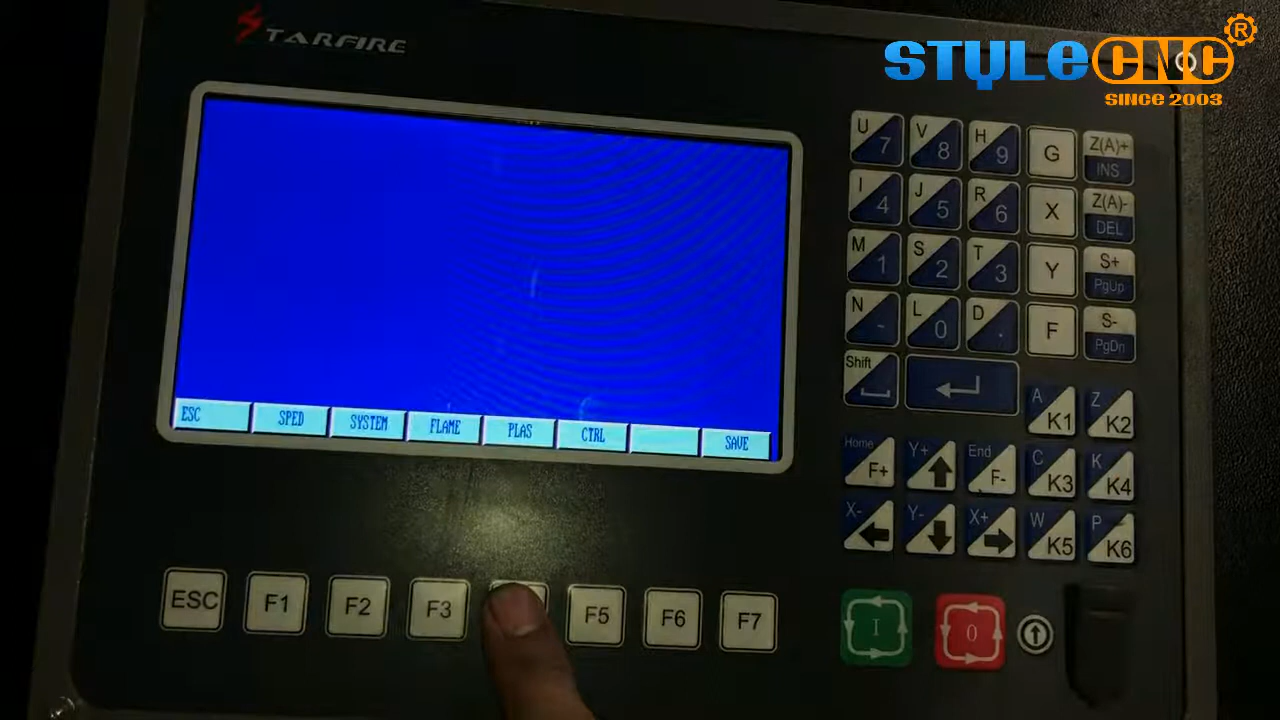 STARFIRE
STYLECNC®
SINCE 2003
ESC SPED SYSTEM FLAME PLAS CTRL SAVE
U 7 V 8 H 9 G Z(A)+ INS
I 4 J 5 R 6 X Z(A)- DEL
M 1 S 2 T 3 Y S+ PgUp
N - L 0 D . F S- PgDn
Shift A K1 Z K2
Home F+ Y+ End F- C K3 K K4
X- Y- X+ W K5 P K6
ESC F1 F2 F3 F5 F6 F7 I 0